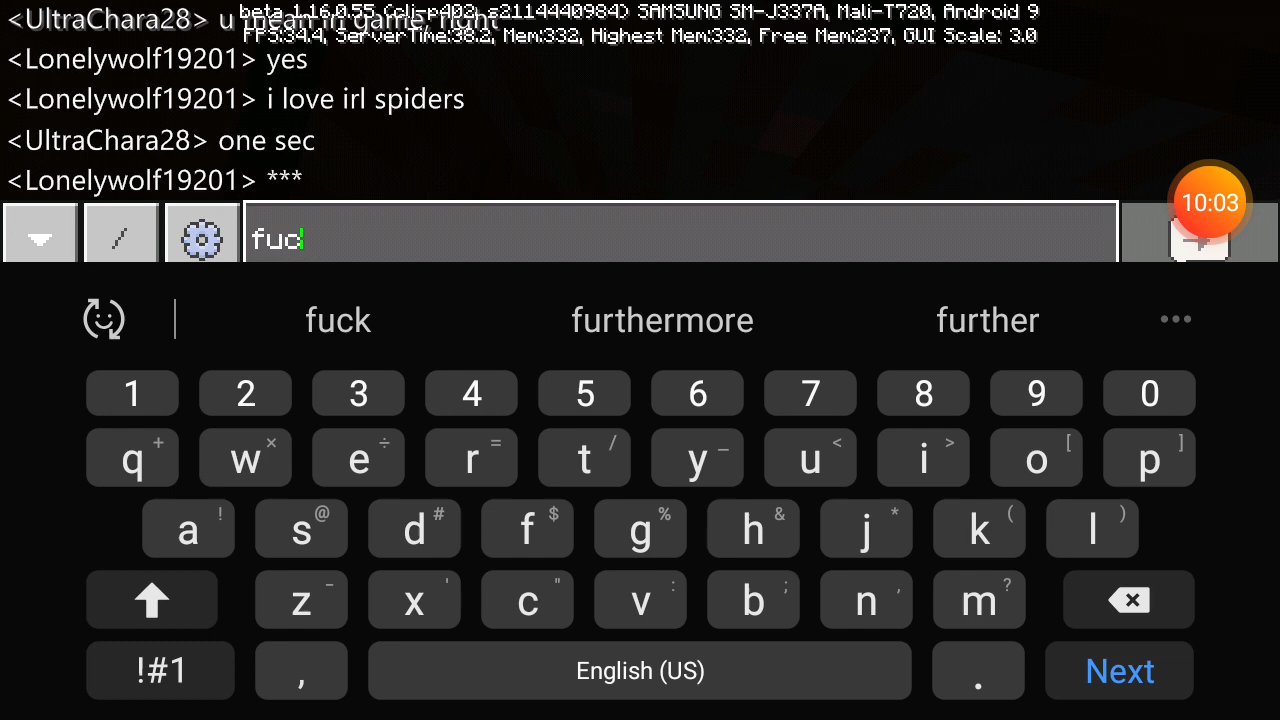 beta 1.16.0.55 (cli-p402, s2114440984) SAMSUNG SM-J337A, Mali-T720, Android 9
<UltraChara28> u mean irl game, right
FPS:34.4, ServerTime:38.2, Mem:332, Highest Mem:332, Free Mem:237, GUI Scale: 3.0
<Lonelywolf19201> yes
<Lonelywolf19201> i love irl spiders
<UltraChara28> one sec
<Lonelywolf19201> ***
10:03
/ fuc
fuck furthermore further
1 2 3 4 5 6 7 8 9 0
q + w × e ÷ r = t / y _ u < i > o [ p ]
a ! s @ d # f $ g % h & j * k ( l )
z - x ' c " v : b ; n , m ?
!#1 , English (US) . Next